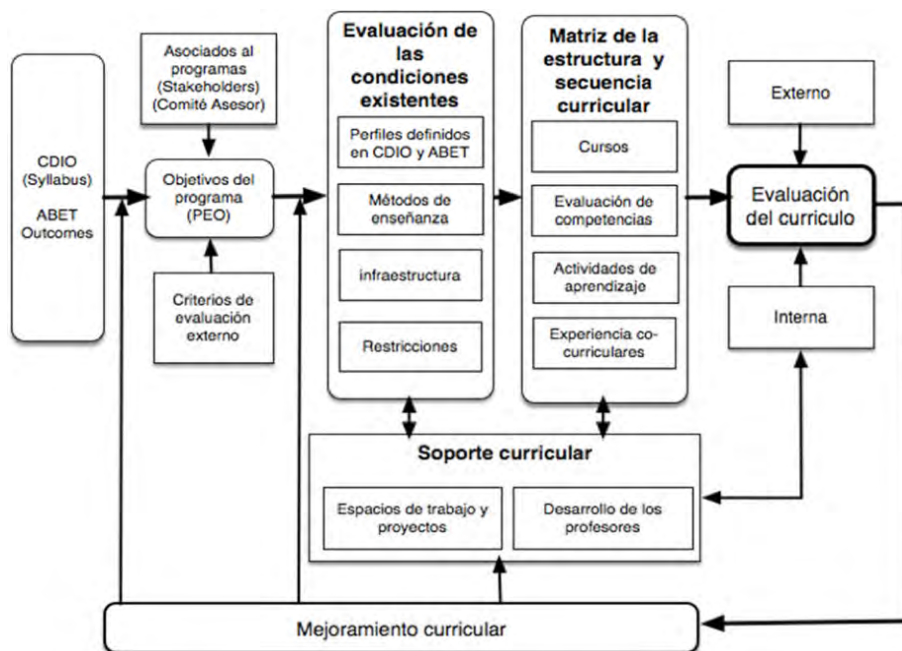 CDIO
(Syllabus)
ABET
Outcomes
Asociados al
programas
(Stakeholders)
(Comité Asesor)
Objetivos del
programa
(PEO)
Criterios de
evaluación
externo
Evaluación de
las
condiciones
existentes
Perfiles definidos
en CDIO y ABET
Métodos de
enseñanza
infraestructura
Restricciones
Matriz de la
estructura y
secuencia
curricular
Cursos
Evaluación de
competencias
Actividades de
aprendizaje
Experiencia co-
curriculares
Externo
Evaluación
del curriculo
Interna
Soporte curricular
Espacios de trabajo y
proyectos
Desarrollo de los
profesores
Mejoramiento curricular